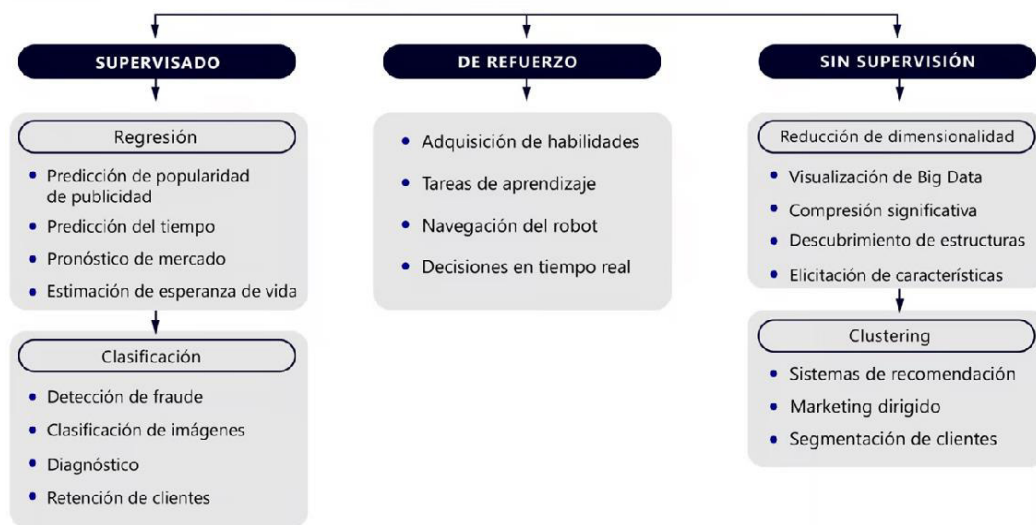 SUPERVISADO
Regresión
• Predicción de popularidad
de publicidad
• Predicción del tiempo
• Pronóstico de mercado
• Estimación de esperanza de vida
Clasificación
• Detección de fraude
• Clasificación de imágenes
• Diagnóstico
• Retención de clientes
DE REFUERZO
• Adquisición de habilidades
• Tareas de aprendizaje
• Navegación del robot
• Decisiones en tiempo real
SIN SUPERVISIÓN
Reducción de dimensionalidad
• Visualización de Big Data
• Compresión significativa
• Descubrimiento de estructuras
• Elicitación de características
Clustering
• Sistemas de recomendación
• Marketing dirigido
• Segmentación de clientes